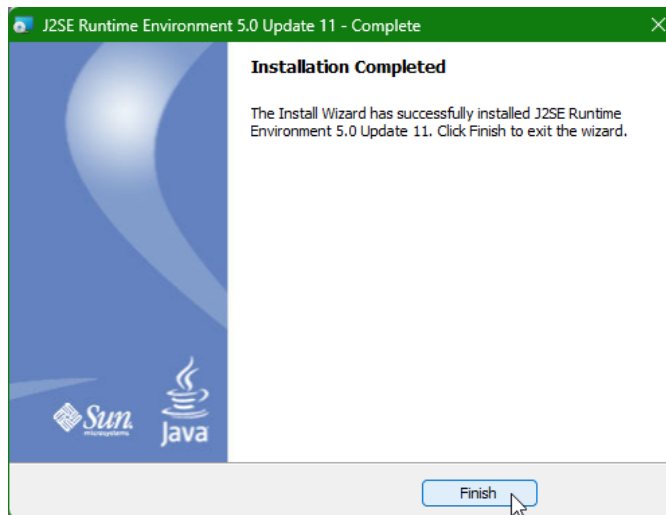 J2SE Runtime Environment 5.0 Update 11 - Complete
Installation Completed
The Install Wizard has successfully installed J2SE Runtime
Environment 5.0 Update 11. Click Finish to exit the wizard.
Sun
microsystems
Java
Finish